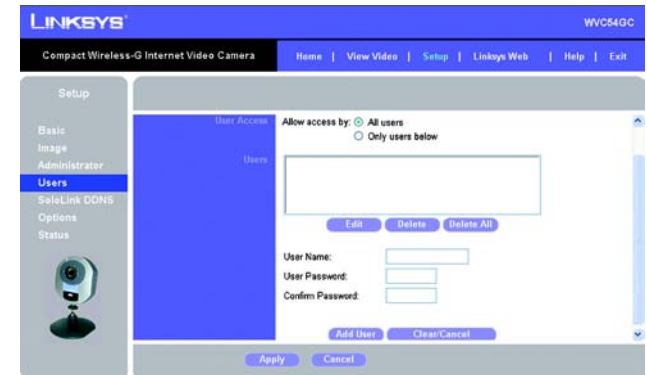 LINKSYS
WVC54GC
Compact Wireless-G Internet Video Camera
Home | View Video | Setup | Linksys Web | Help | Exit
Setup
Basic
Image
Administrator
Users
SoloLink DDNS
Options
Status
User Access
Allow access by: All users
Only users below
Users
Edit Delete Delete All
User Name:
User Password:
Confirm Password:
Add User Clear/Cancel
Apply Cancel